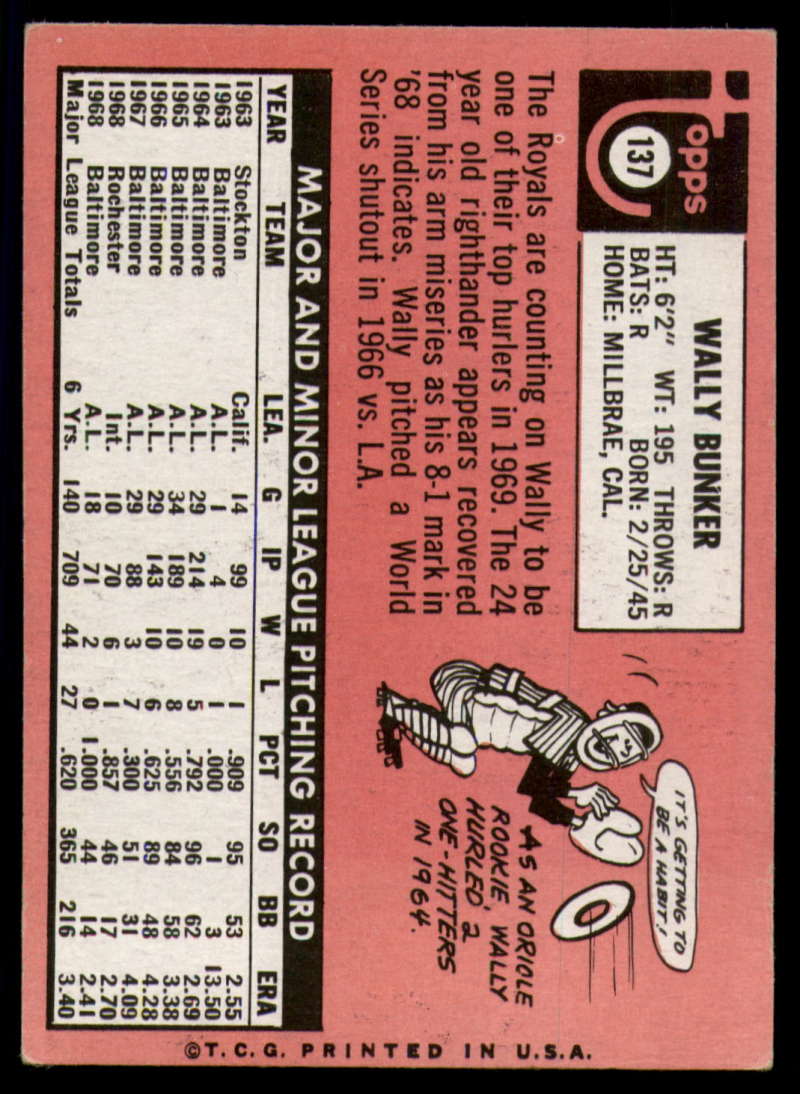 Topps
137
WALLY BUNKER
HT: 6'2" WT: 195 THROWS: R
BATS: R BORN: 2/25/45
HOME: MILLBRAE, CAL.
The Royals are counting on Wally to be
one of their top hurlers in 1969. The 24
year old righthander appears recovered
from his arm miseries as his 8-1 mark in
'68 indicates. Wally pitched a World
Series shutout in 1966 vs. L.A.
IT'S GETTING TO
BE A HABIT!
AS AN ORIOLE
ROOKIE, WALLY
HURLED 2
ONE-HITTERS
IN 1964.
MAJOR AND MINOR LEAGUE PITCHING RECORD
YEAR TEAM LEA. G IP W L PCT SO BB ERA
1963 Stockton Calif. 14 99 10 1 .909 95 53 2.55
1963 Baltimore A.L. 1 4 0 1 .000 1 3 13.50
1964 Baltimore A.L. 29 214 19 5 .792 96 62 2.69
1965 Baltimore A.L. 34 189 10 8 .556 84 58 3.38
1966 Baltimore A.L. 29 143 10 6 .625 89 48 4.28
1967 Baltimore A.L. 29 88 3 7 .300 51 31 4.09
1968 Rochester Int. 10 70 6 1 .857 46 17 2.70
1968 Baltimore A.L. 18 71 2 0 1.000 44 14 2.41
Major League Totals 6 Yrs. 140 709 44 27 .620 365 216 3.40
©T.C.G. PRINTED IN U.S.A.